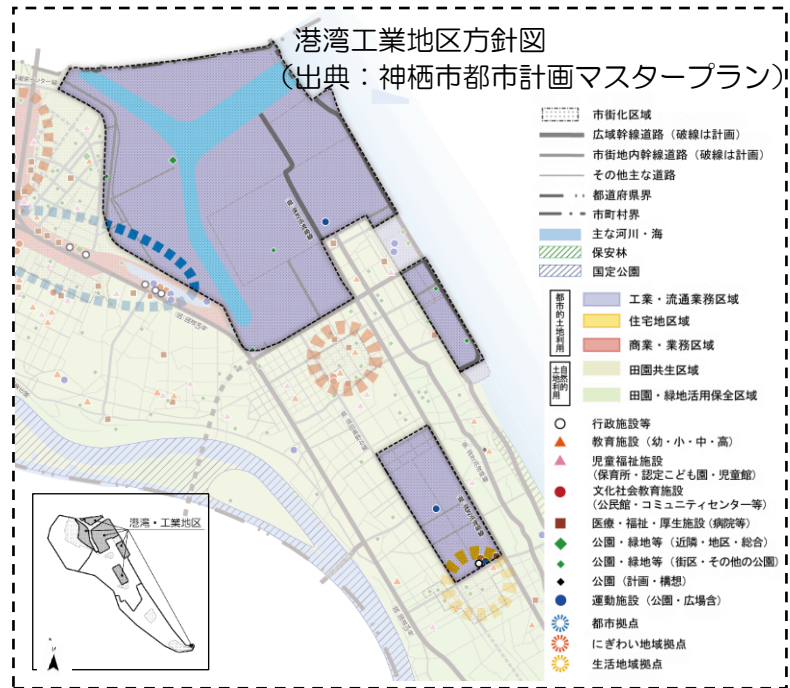 港湾工業地区方針図
(出典：神栖市都市計画マスタープラン)
市街化区域
広域幹線道路（破線は計画）
市街地内幹線道路（破線は計画）
その他主な道路
都道府県界
市町村界
主な河川・海
保安林
国定公園
都市的土地利用
工業・流通業務区域
住宅地区域
商業・業務区域
自然的土地利用
田園共生区域
田園・緑地活用保全区域
行政施設等
教育施設（幼・小・中・高）
児童福祉施設
（保育所・認定こども園・児童館）
文化社会教育施設
（公民館・コミュニティセンター等）
医療・福祉・厚生施設（病院等）
公園・緑地等（近隣・地区・総合）
公園・緑地等（街区・その他の公園）
公園（計画・構想）
運動施設（公園・広場含）
都市拠点
にぎわい地域拠点
生活地域拠点
港湾・工業地区